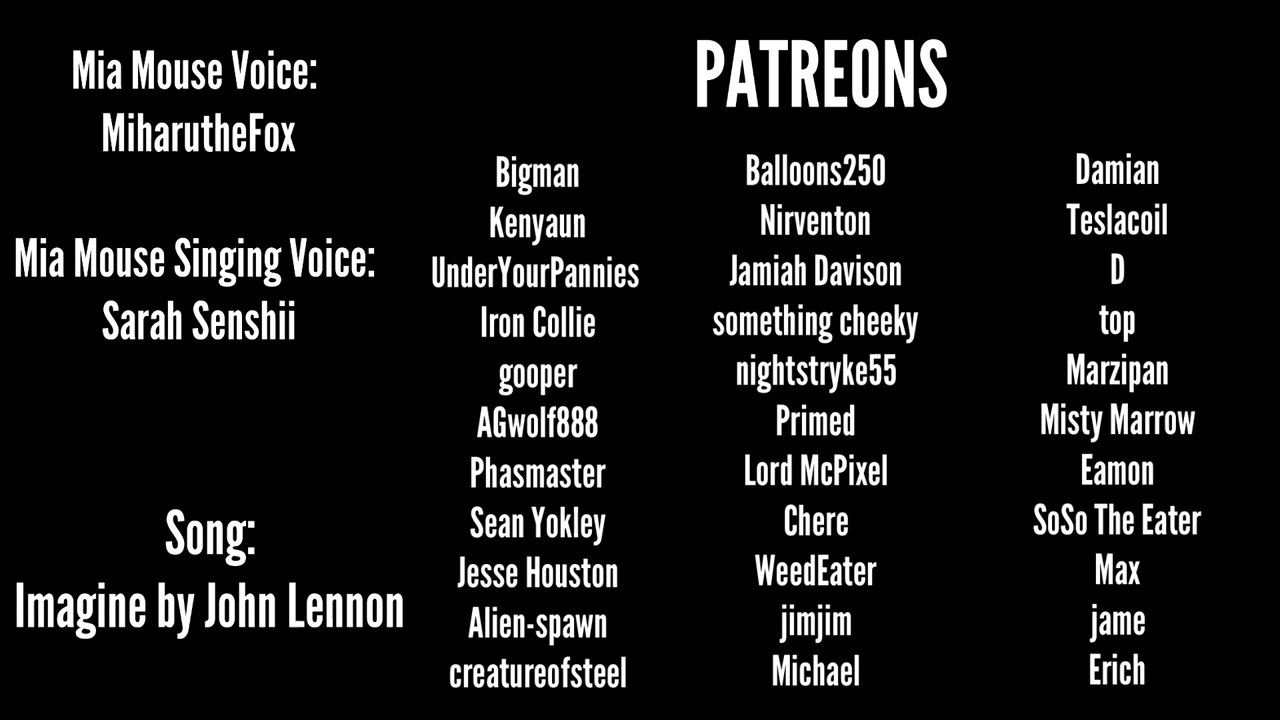 Mia Mouse Voice:
MiharutheFox
Mia Mouse Singing Voice:
Sarah Senshii
Song:
Imagine by John Lennon
PATREONS
Bigman
Kenyaun
UnderYourPannies
Iron Collie
gooper
AGwolf888
Phasmaster
Sean Yokley
Jesse Houston
Alien-spawn
creatureofsteel
Balloons250
Nirventon
Jamiah Davison
something cheeky
nightstryke55
Primed
Lord McPixel
Chere
WeedEater
jimjim
Michael
Damian
Teslacoil
D
top
Marzipan
Misty Marrow
Eamon
SoSo The Eater
Max
jame
Erich